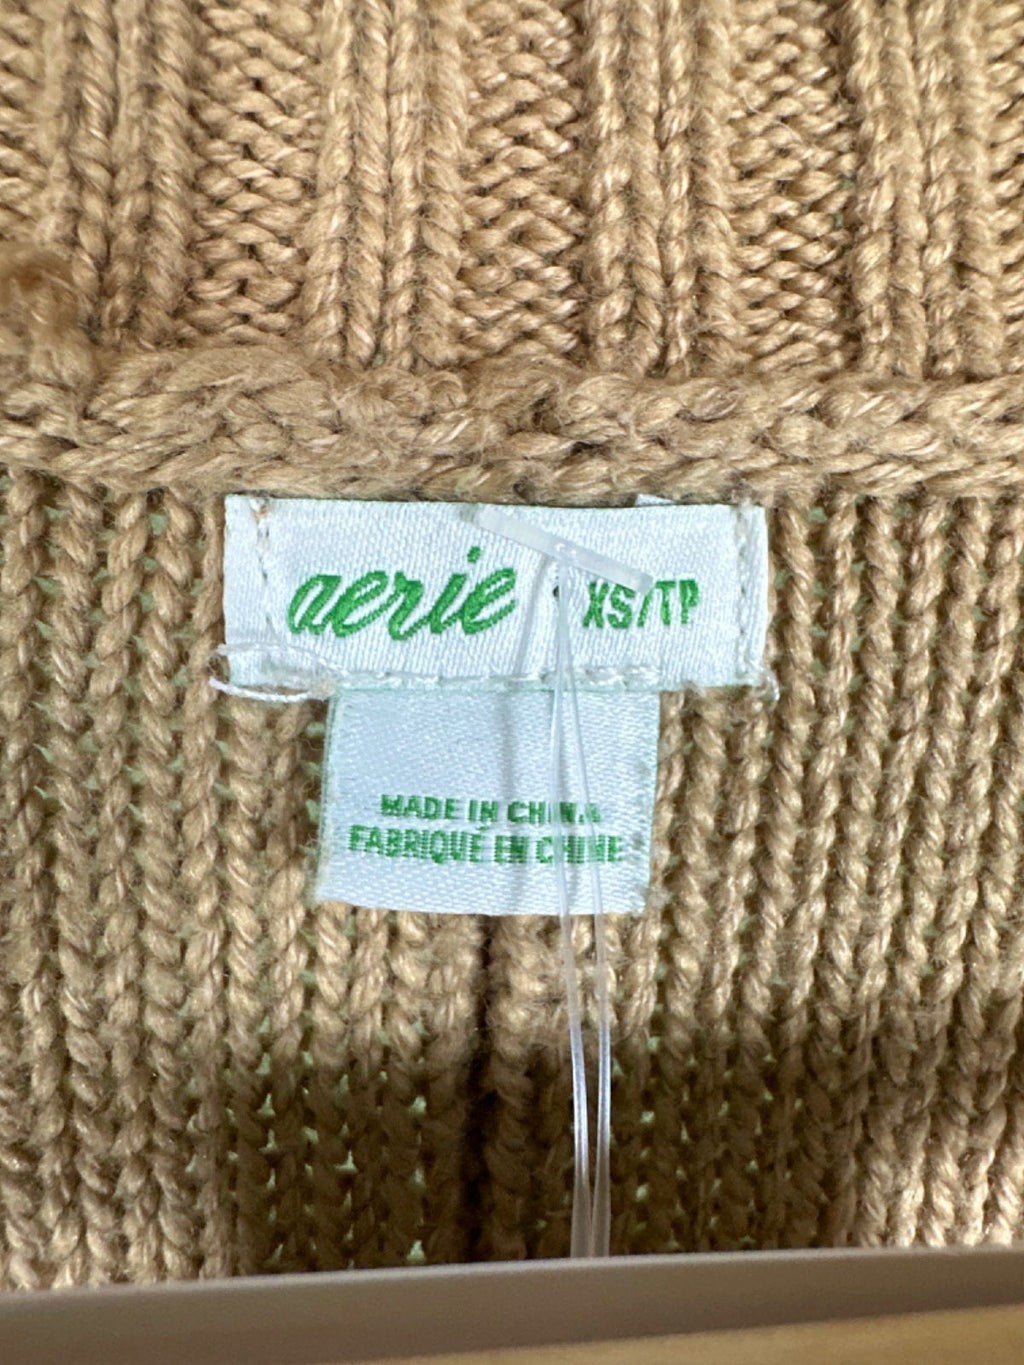 aerie • XS/TP
MADE IN CHINA
FABRIQUÉ EN CHINE